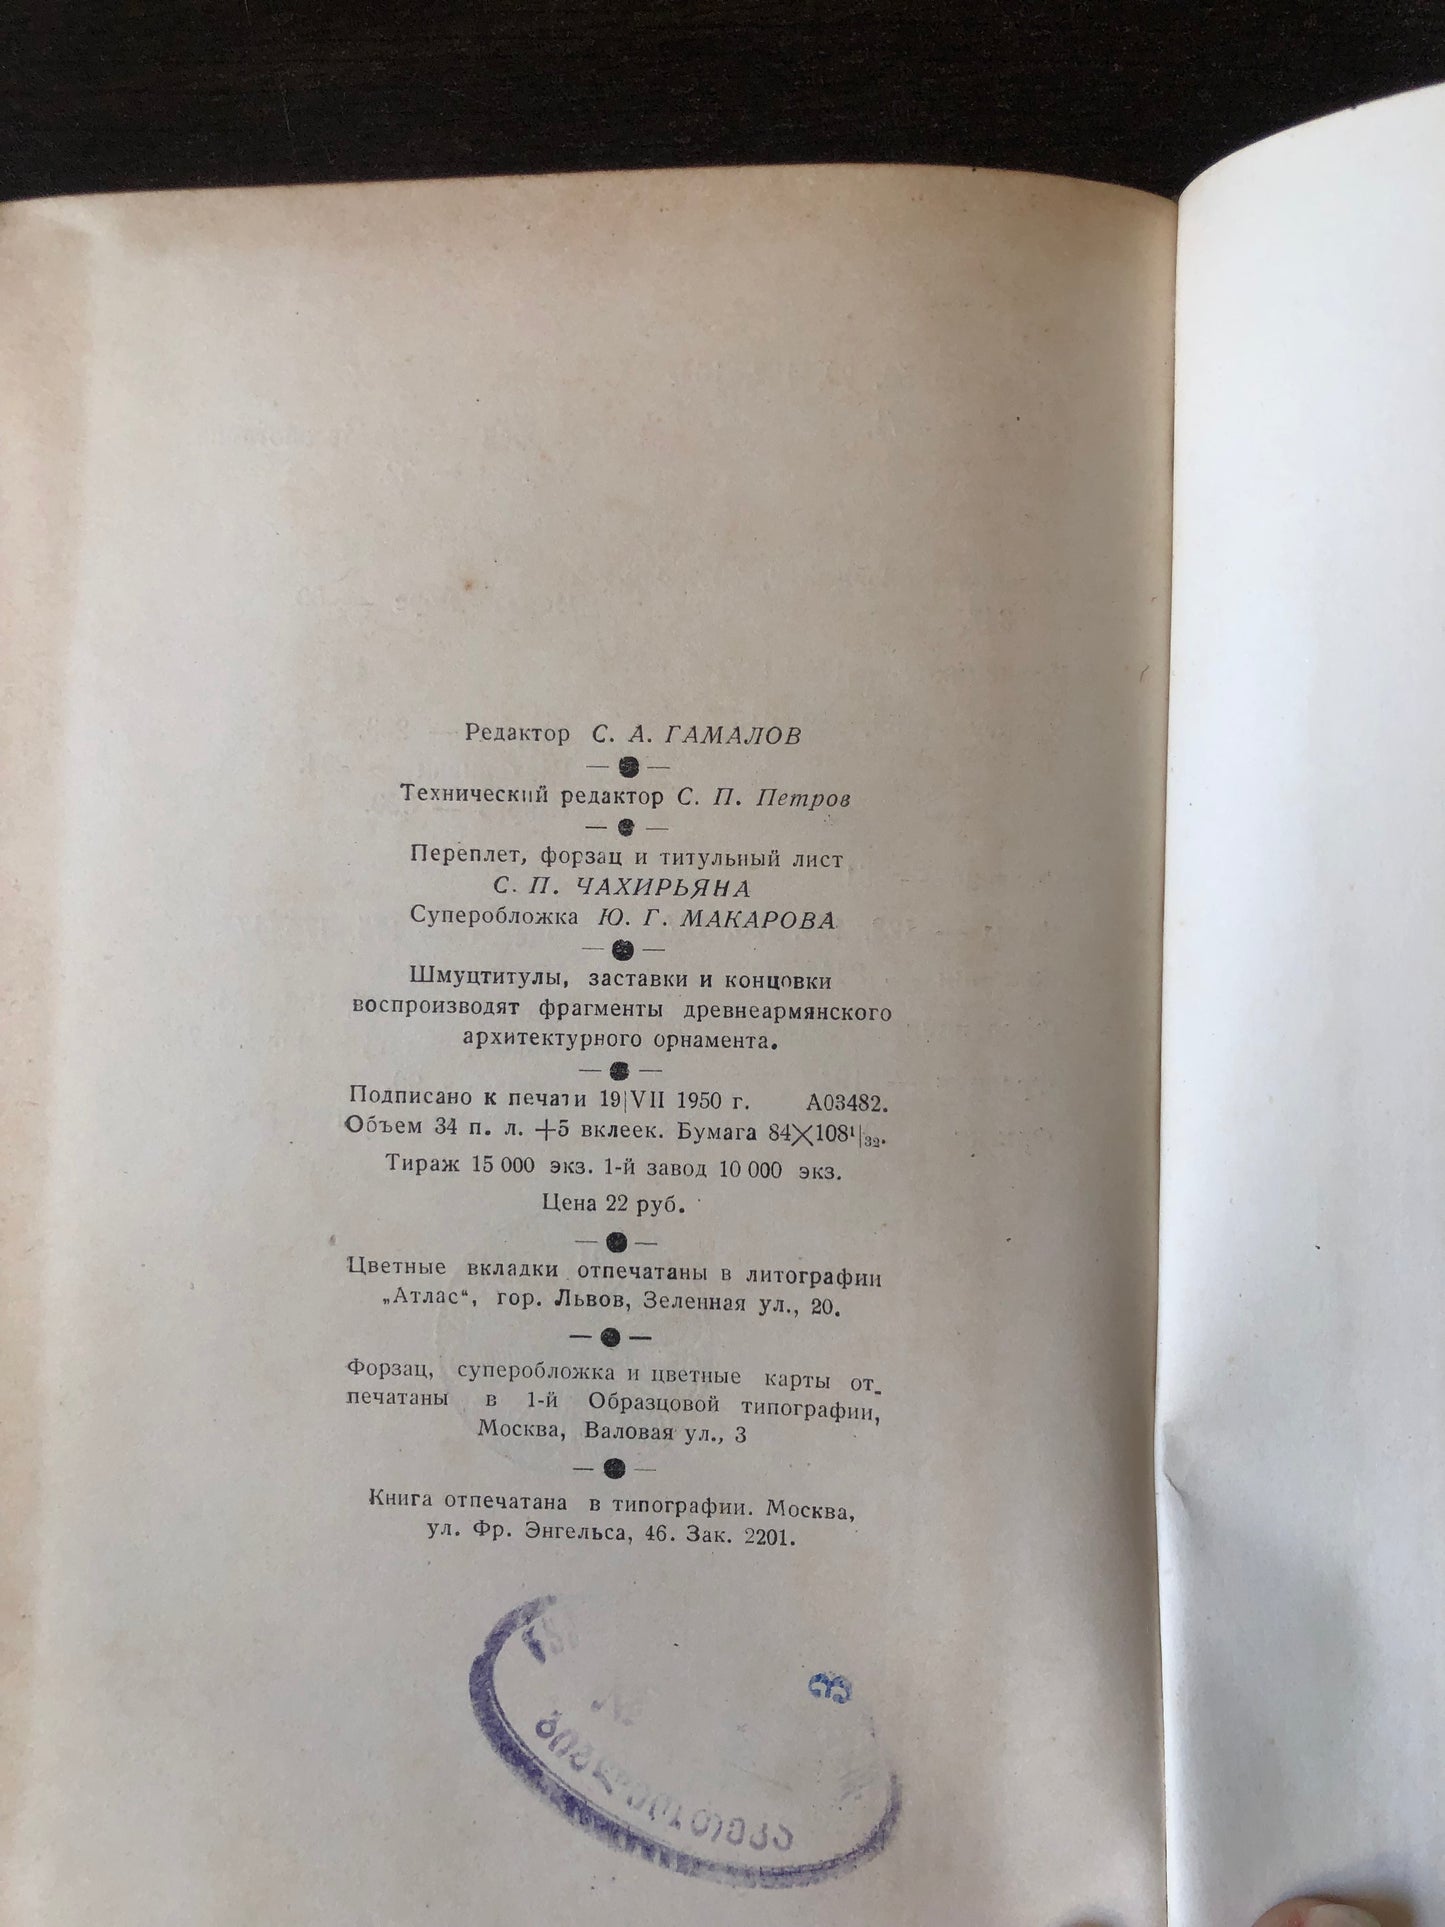 Редактор С. А. ГАМАЛОВ
Технический редактор С. П. Петров
Переплет, форзац и титульный лист
С. П. ЧАХИРЬЯНА
Суперобложка Ю. Г. МАКАРОВА
Шмуцтитулы, заставки и концовки
воспроизводят фрагменты древнеармянского
архитектурного орнамента.
Подписано к печати 19|VII 1950 г. А03482.
Объем 34 п. л. +5 вклеек. Бумага 84×108¹|₃₂.
Тираж 15 000 экз. 1-й завод 10 000 экз.
Цена 22 руб.
Цветные вкладки отпечатаны в литографии
„Атлас“, гор. Львов, Зеленная ул., 20.
Форзац, суперобложка и цветные карты от-
печатаны в 1-й Образцовой типографии,
Москва, Валовая ул., 3
Книга отпечатана в типографии. Москва,
ул. Фр. Энгельса, 46. Зак. 2201.
№
ბიბლიოთეკა